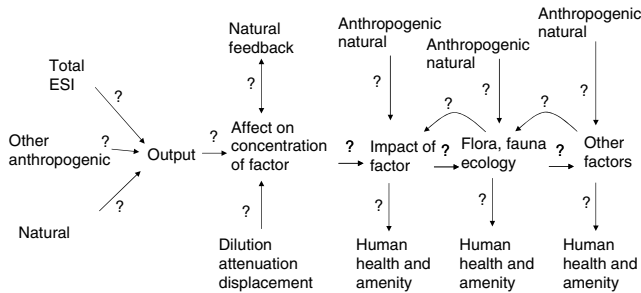 Natural
feedback
Anthropogenic
natural
Anthropogenic
natural
Anthropogenic
natural
Total
ESI
?
?
?
?
?
?
?
Other
anthropogenic
?
Output
?
Affect on
concentration
of factor
?
Impact of
factor
?
Flora, fauna
ecology
?
Other
factors
?
?
?
?
?
Natural
Dilution
attenuation
displacement
Human
health and
amenity
Human
health and
amenity
Human
health and
amenity